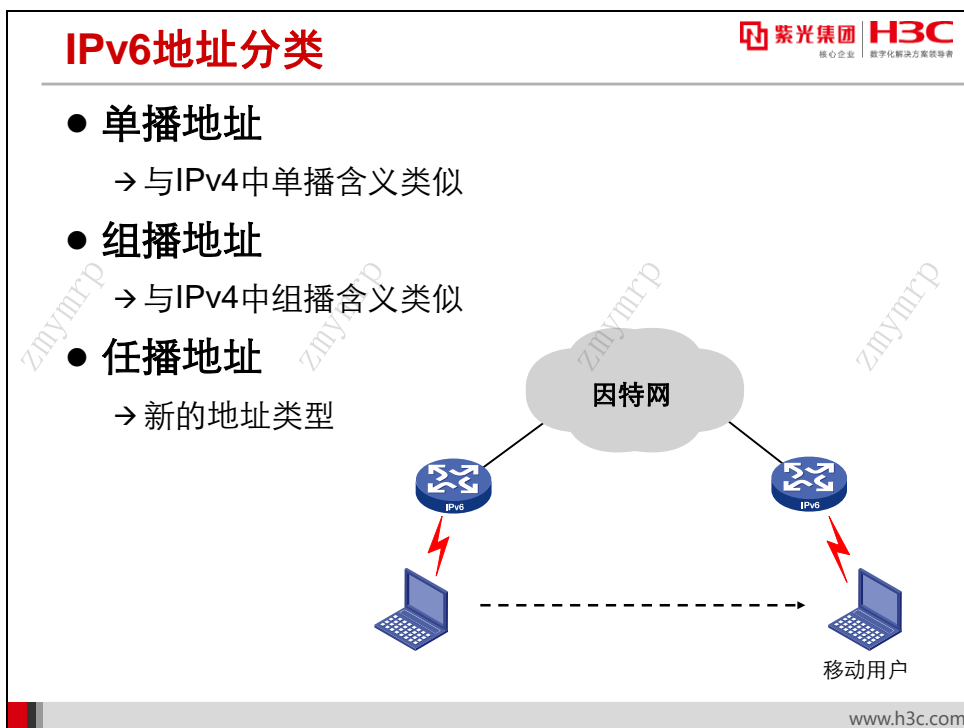 IPv6地址分类
紫光集团 H3C
核心企业 数字化解决方案领导者
● 单播地址
→与IPv4中单播含义类似
● 组播地址
→与IPv4中组播含义类似
zmymrp zmymrp zmymrp zmymrp
● 任播地址
→新的地址类型
因特网
IPv6 IPv6
移动用户
www.h3c.com